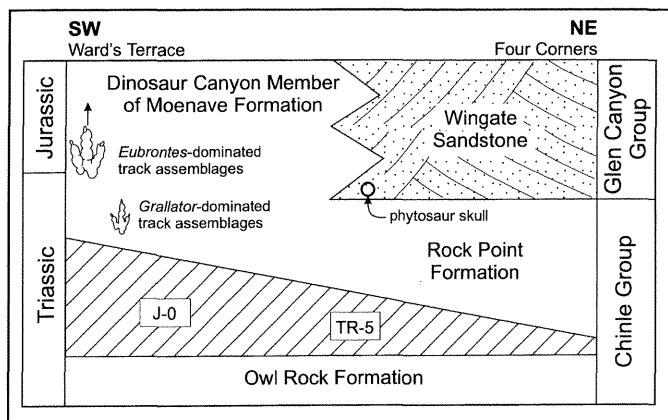 SW
Ward's Terrace
NE
Four Corners
Jurassic
Triassic
Dinosaur Canyon Member
of Moenave Formation
Eubrontes-dominated
track assemblages
Grallator-dominated
track assemblages
Wingate
Sandstone
phytosaur skull
Rock Point
Formation
J-0
TR-5
Owl Rock Formation
Glen Canyon
Group
Chinle Group